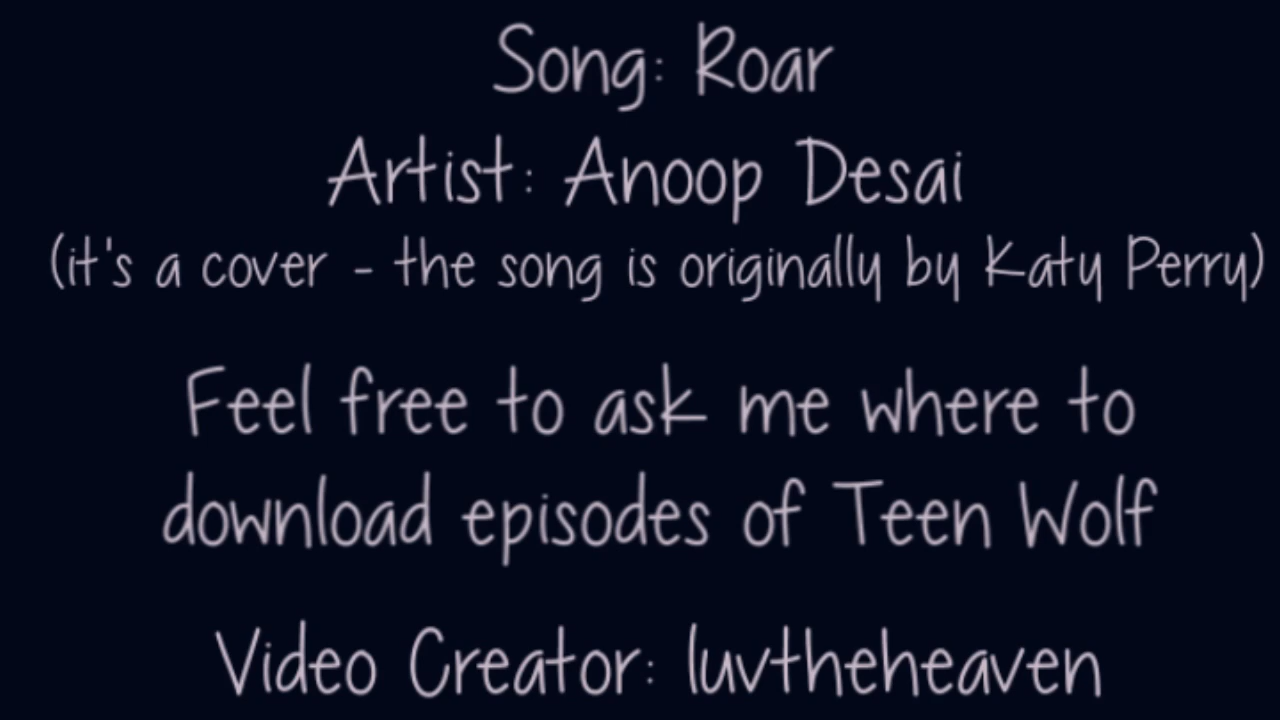 Song: Roar
Artist: Anoop Desai
(it's a cover - the song is originally by Katy Perry)
Feel free to ask me where to
download episodes of Teen Wolf
Video Creator: luvtheheaven